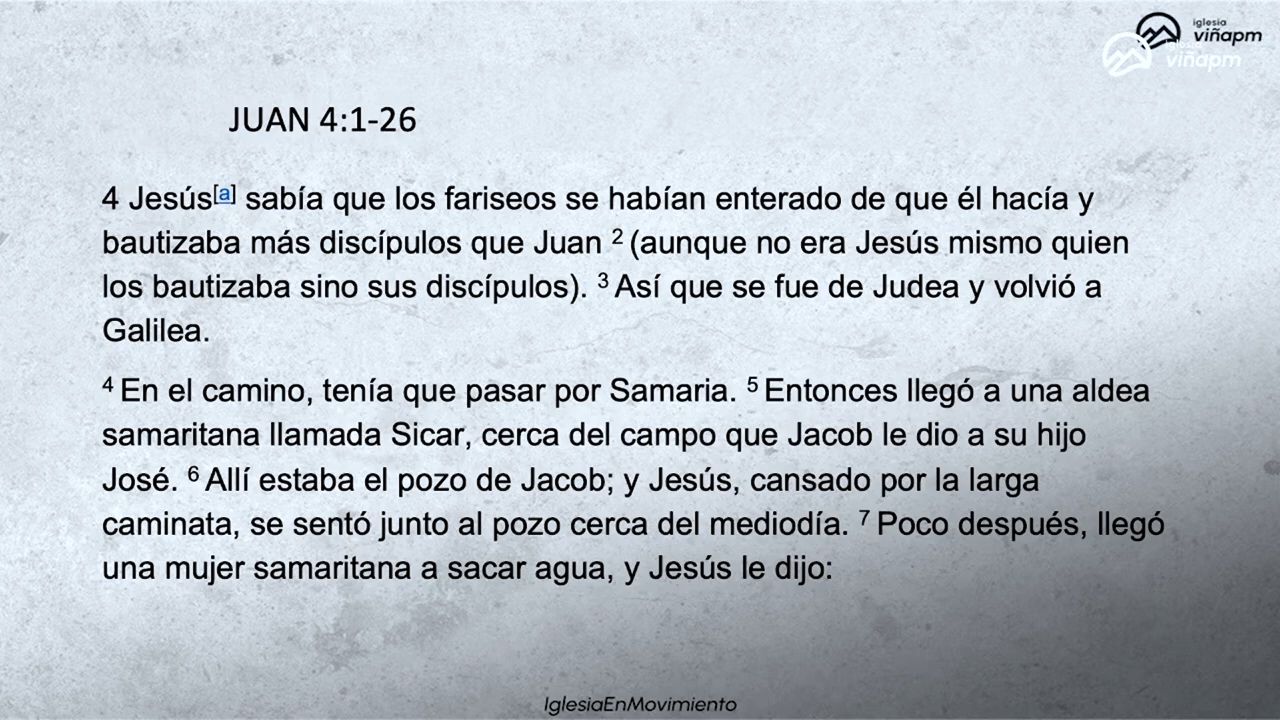 iglesia
viñapm
iglesia
viñapm
JUAN 4:1-26
4 Jesús[a] sabía que los fariseos se habían enterado de que él hacía y
bautizaba más discípulos que Juan 2 (aunque no era Jesús mismo quien
los bautizaba sino sus discípulos). 3 Así que se fue de Judea y volvió a
Galilea.
4 En el camino, tenía que pasar por Samaria. 5 Entonces llegó a una aldea
samaritana llamada Sicar, cerca del campo que Jacob le dio a su hijo
José. 6 Allí estaba el pozo de Jacob; y Jesús, cansado por la larga
caminata, se sentó junto al pozo cerca del mediodía. 7 Poco después, llegó
una mujer samaritana a sacar agua, y Jesús le dijo:
IglesiaEnMovimiento